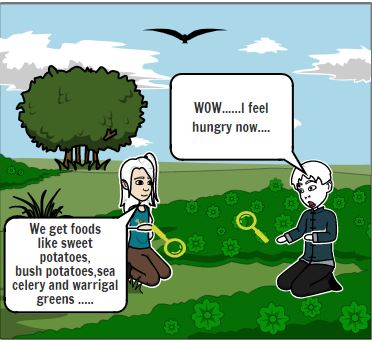 WOW......I feel
hungry now....
We get foods
like sweet
potatoes,
bush potatoes,sea
celery and warrigal
greens .....